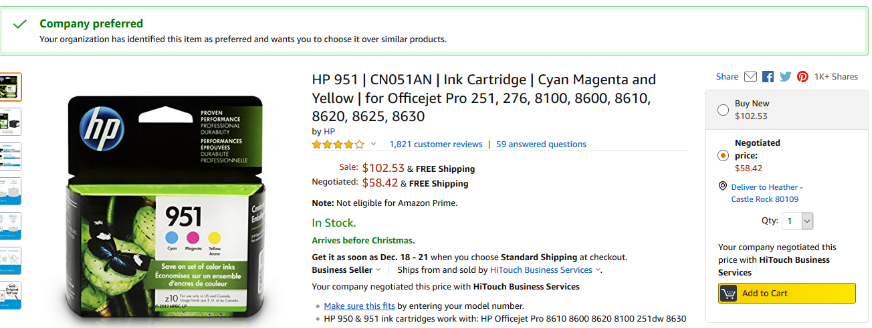 Company preferred
Your organization has identified this item as preferred and wants you to choose it over similar products.
HP 951 | CN051AN | Ink Cartridge | Cyan Magenta and
Yellow | for Officejet Pro 251, 276, 8100, 8600, 8610,
8620, 8625, 8630
by HP
1,821 customer reviews | 59 answered questions
Sale: $102.53 & FREE Shipping
Negotiated: $58.42 & FREE Shipping
Note: Not eligible for Amazon Prime.
In Stock.
Arrives before Christmas.
Get it as soon as Dec. 18 - 21 when you choose Standard Shipping at checkout.
Business Seller | Ships from and sold by HiTouch Business Services
Your company negotiated this price with HiTouch Business Services
Make sure this fits by entering your model number.
HP 950 & 951 ink cartridges work with: HP Officejet Pro 8610 8600 8620 8100 251dw 8630
Share 1K+ Shares
Buy New
$102.53
Negotiated
price:
$58.42
Deliver to Heather -
Castle Rock 80109
Qty: 1
Your company negotiated this
price with HiTouch Business
Services
Add to Cart
hp
PROVEN
PERFORMANCE
PROFESSIONAL
DURABILITY
PERFORMANCES
ÉPROUVÉES
DURABILITÉ
PROFESSIONNELLE
951
Cyan Magenta Yellow
Jaune
Save on set of color inks
Économisez sur un ensemble
d'encres de couleur
z10